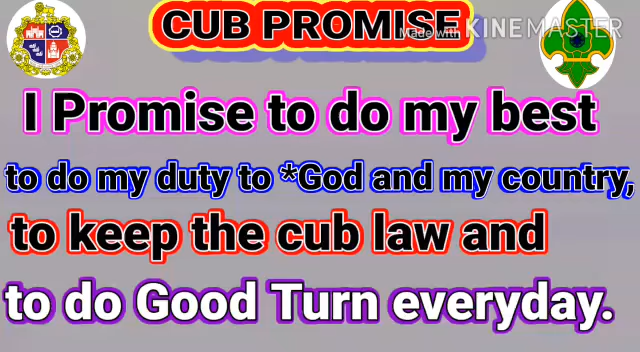 CUB PROMISE
Made with KINEMASTER
I Promise to do my best
to do my duty to *God and my country,
to keep the cub law and
to do Good Turn everyday.